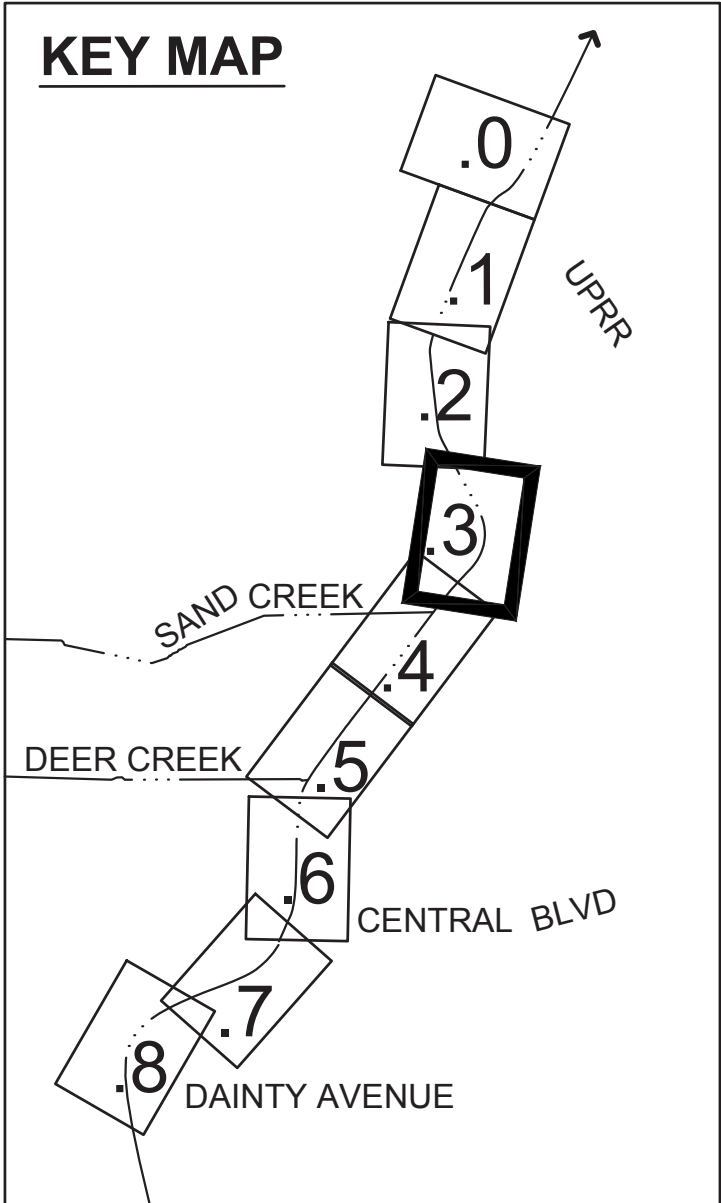 KEY MAP
.0
.1
UPRR
.2
.3
SAND CREEK
.4
DEER CREEK
.5
.6
CENTRAL BLVD
.7
.8
DAINTY AVENUE